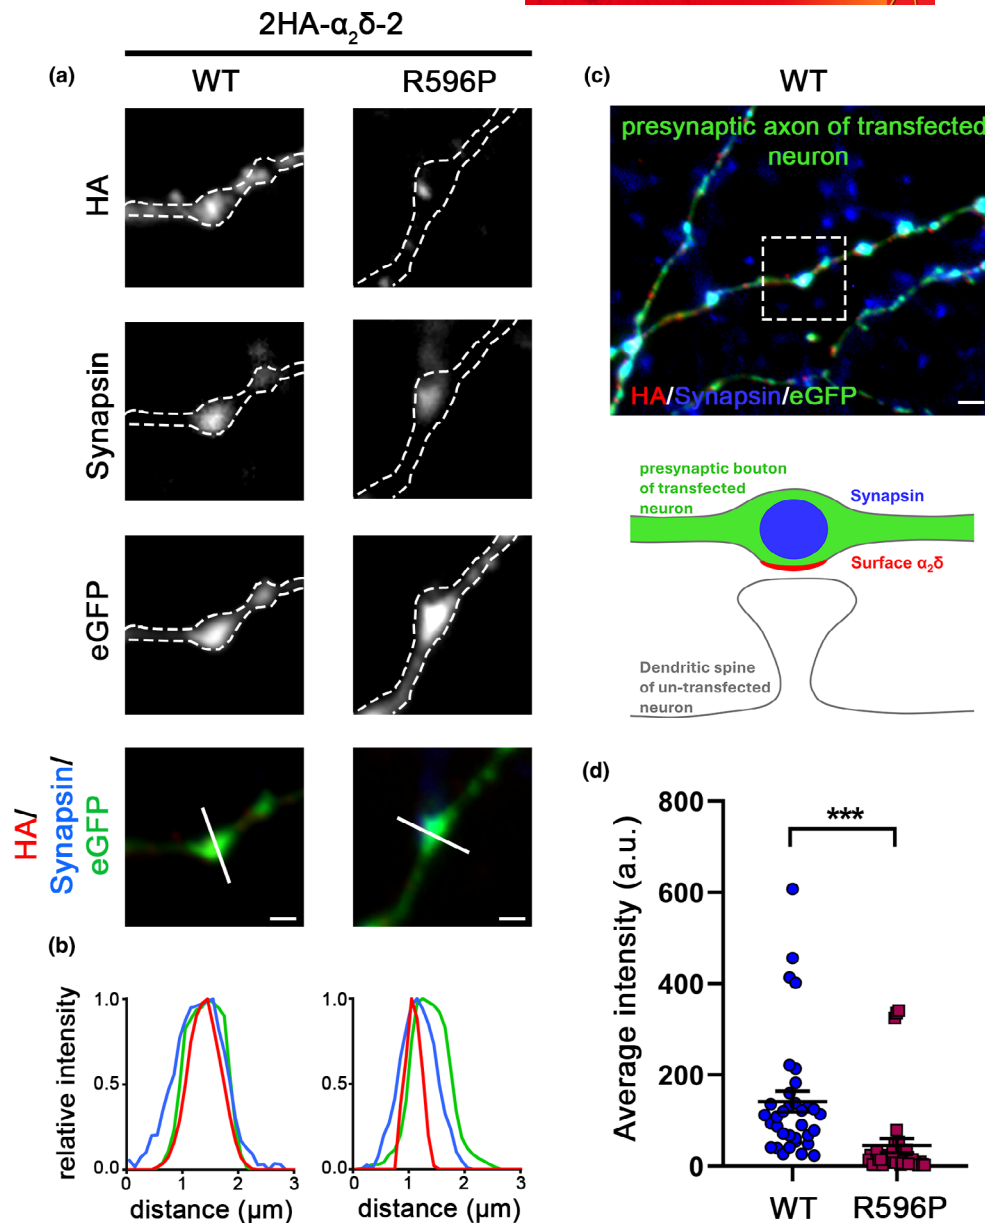 2HA-α₂δ-2
(a)
WT
R596P
HA
Synapsin
eGFP
HA/
Synapsin/
eGFP
(b)
relative intensity
1.0
0.5
0.0
0
1
2
3
distance (µm)
1.0
0.5
0.0
0
1
2
3
distance (µm)
(c)
WT
presynaptic axon of transfected
neuron
HA/Synapsin/eGFP
presynaptic bouton
of transfected
neuron
Synapsin
Surface α₂δ
Dendritic spine
of un-transfected
neuron
(d)
Average intensity (a.u.)
800
600
400
200
0
***
WT
R596P